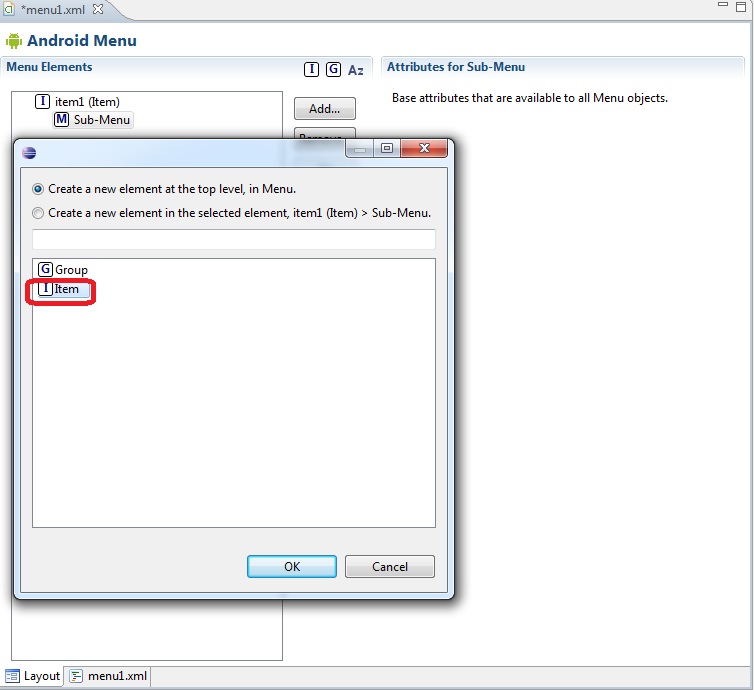 *menu1.xml
Android Menu
Menu Elements
I G Az
Attributes for Sub-Menu
I item1 (Item)
M Sub-Menu
Add...
Remove...
Base attributes that are available to all Menu objects.
Create a new element at the top level, in Menu.
Create a new element in the selected element, item1 (Item) > Sub-Menu.
G Group
I Item
OK
Cancel
Layout
menu1.xml